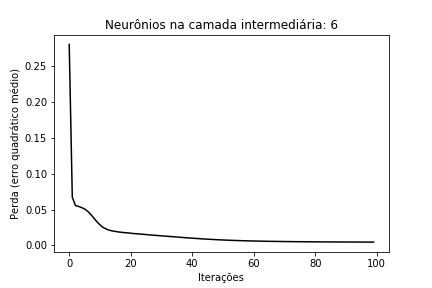 Neurônios na camada intermediária: 6
Perda (erro quadrático médio)
0.25
0.20
0.15
0.10
0.05
0.00
0 20 40 60 80 100
Iterações